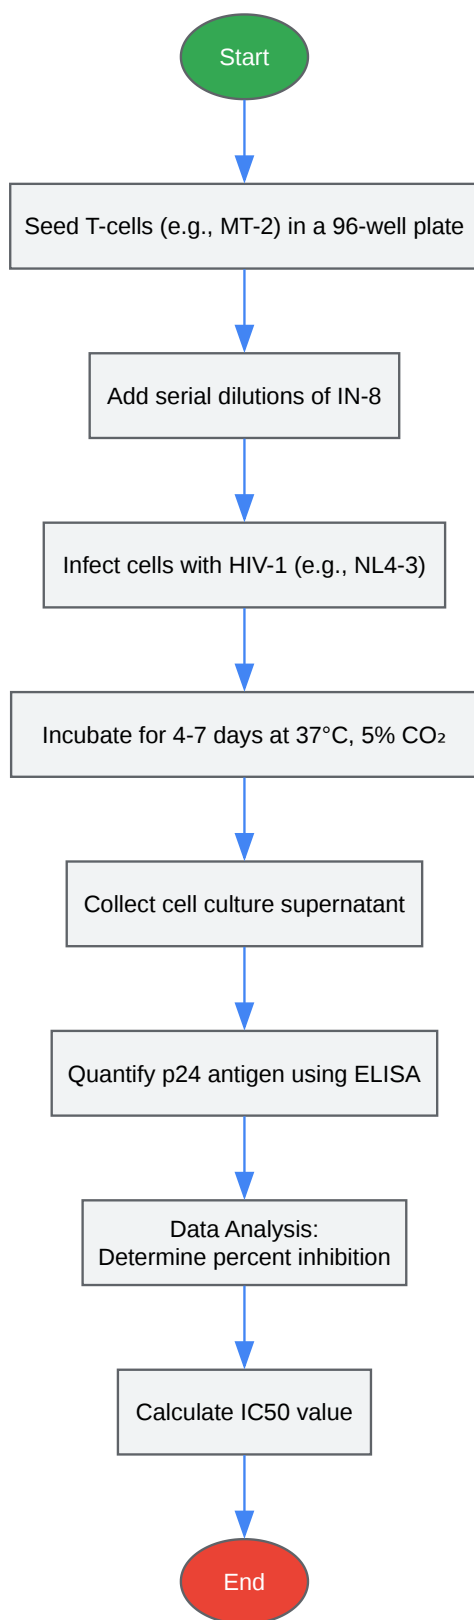 Start
Seed T-cells (e.g., MT-2) in a 96-well plate
Add serial dilutions of IN-8
Infect cells with HIV-1 (e.g., NL4-3)
Incubate for 4-7 days at 37°C, 5% CO₂
Collect cell culture supernatant
Quantify p24 antigen using ELISA
Data Analysis:
Determine percent inhibition
Calculate IC50 value
End